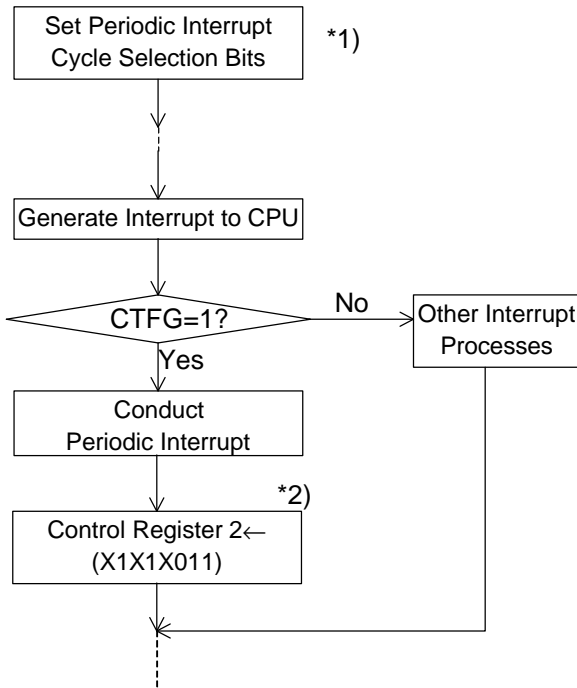 Set Periodic Interrupt
Cycle Selection Bits
*1)
Generate Interrupt to CPU
CTFG=1?
No
Other Interrupt
Processes
Yes
Conduct
Periodic Interrupt
*2)
Control Register 2←
(X1X1X011)